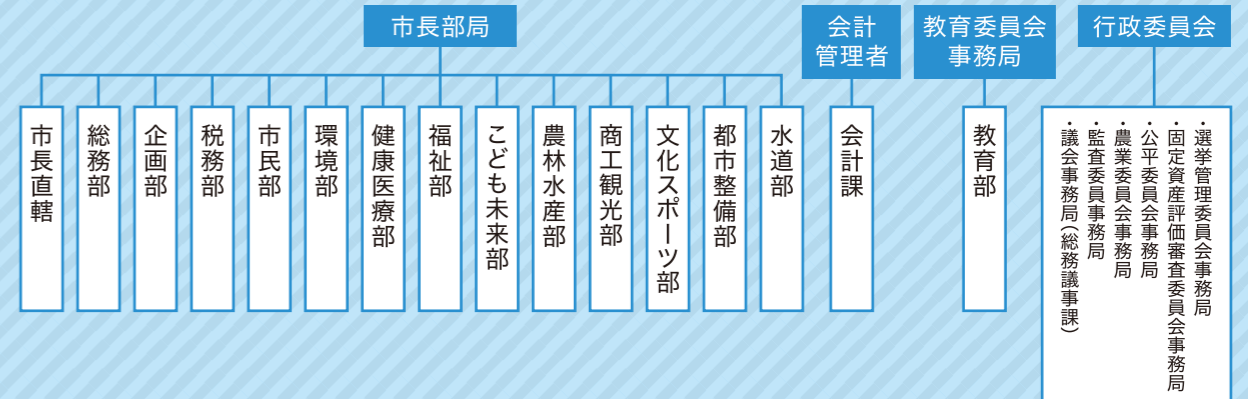 市長部局
会計
管理者
教育委員会
事務局
行政委員会
市長直轄
総務部
企画部
税務部
市民部
環境部
健康医療部
福祉部
こども未来部
農林水産部
商工観光部
文化スポーツ部
都市整備部
水道部
会計課
教育部
・選挙管理委員会事務局
・固定資産評価審査委員会事務局
・公平委員会事務局
・農業委員会事務局
・監査委員事務局
・議会事務局(総務議事課)